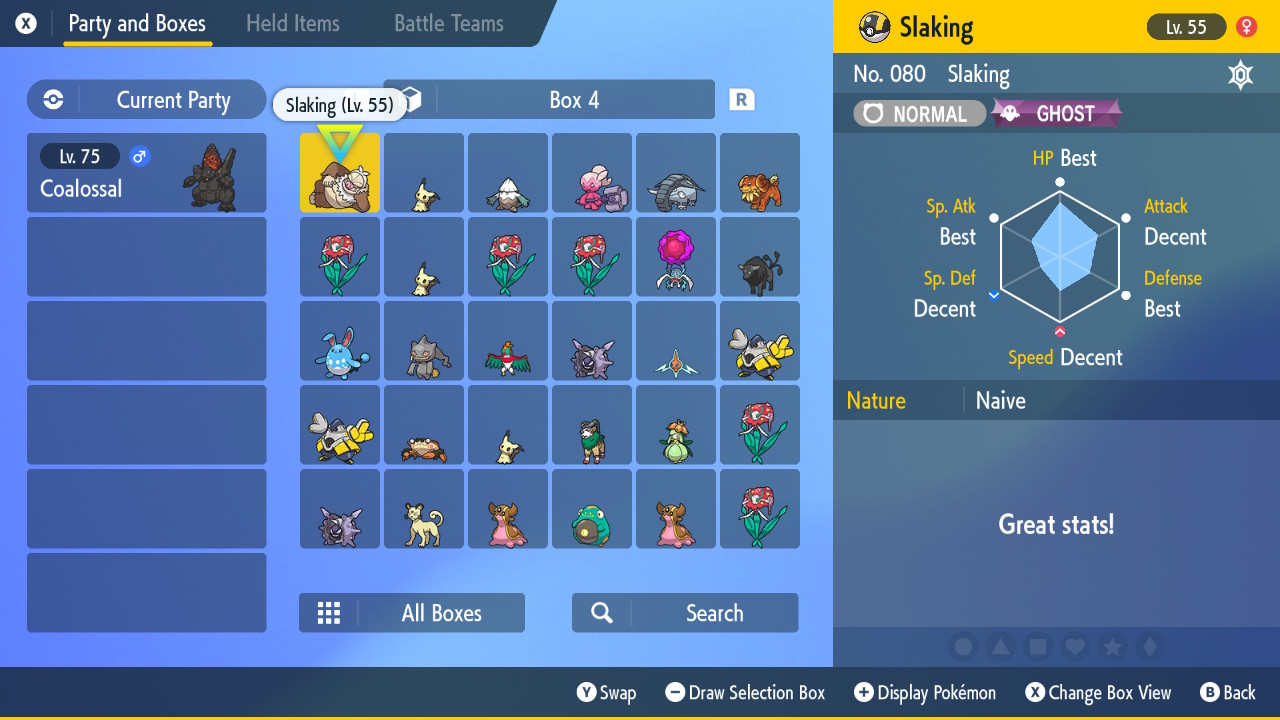 X Party and Boxes Held Items Battle Teams
Slaking Lv. 55
No. 080 Slaking
NORMAL GHOST
Current Party
Slaking (Lv. 55)
Box 4
R
Lv. 75
Coalossal
HP Best
Sp. Atk
Best
Attack
Decent
Sp. Def
Decent
Defense
Best
Speed Decent
Nature Naive
Great stats!
All Boxes
Search
Y Swap
Draw Selection Box
Display Pokémon
X Change Box View
B Back